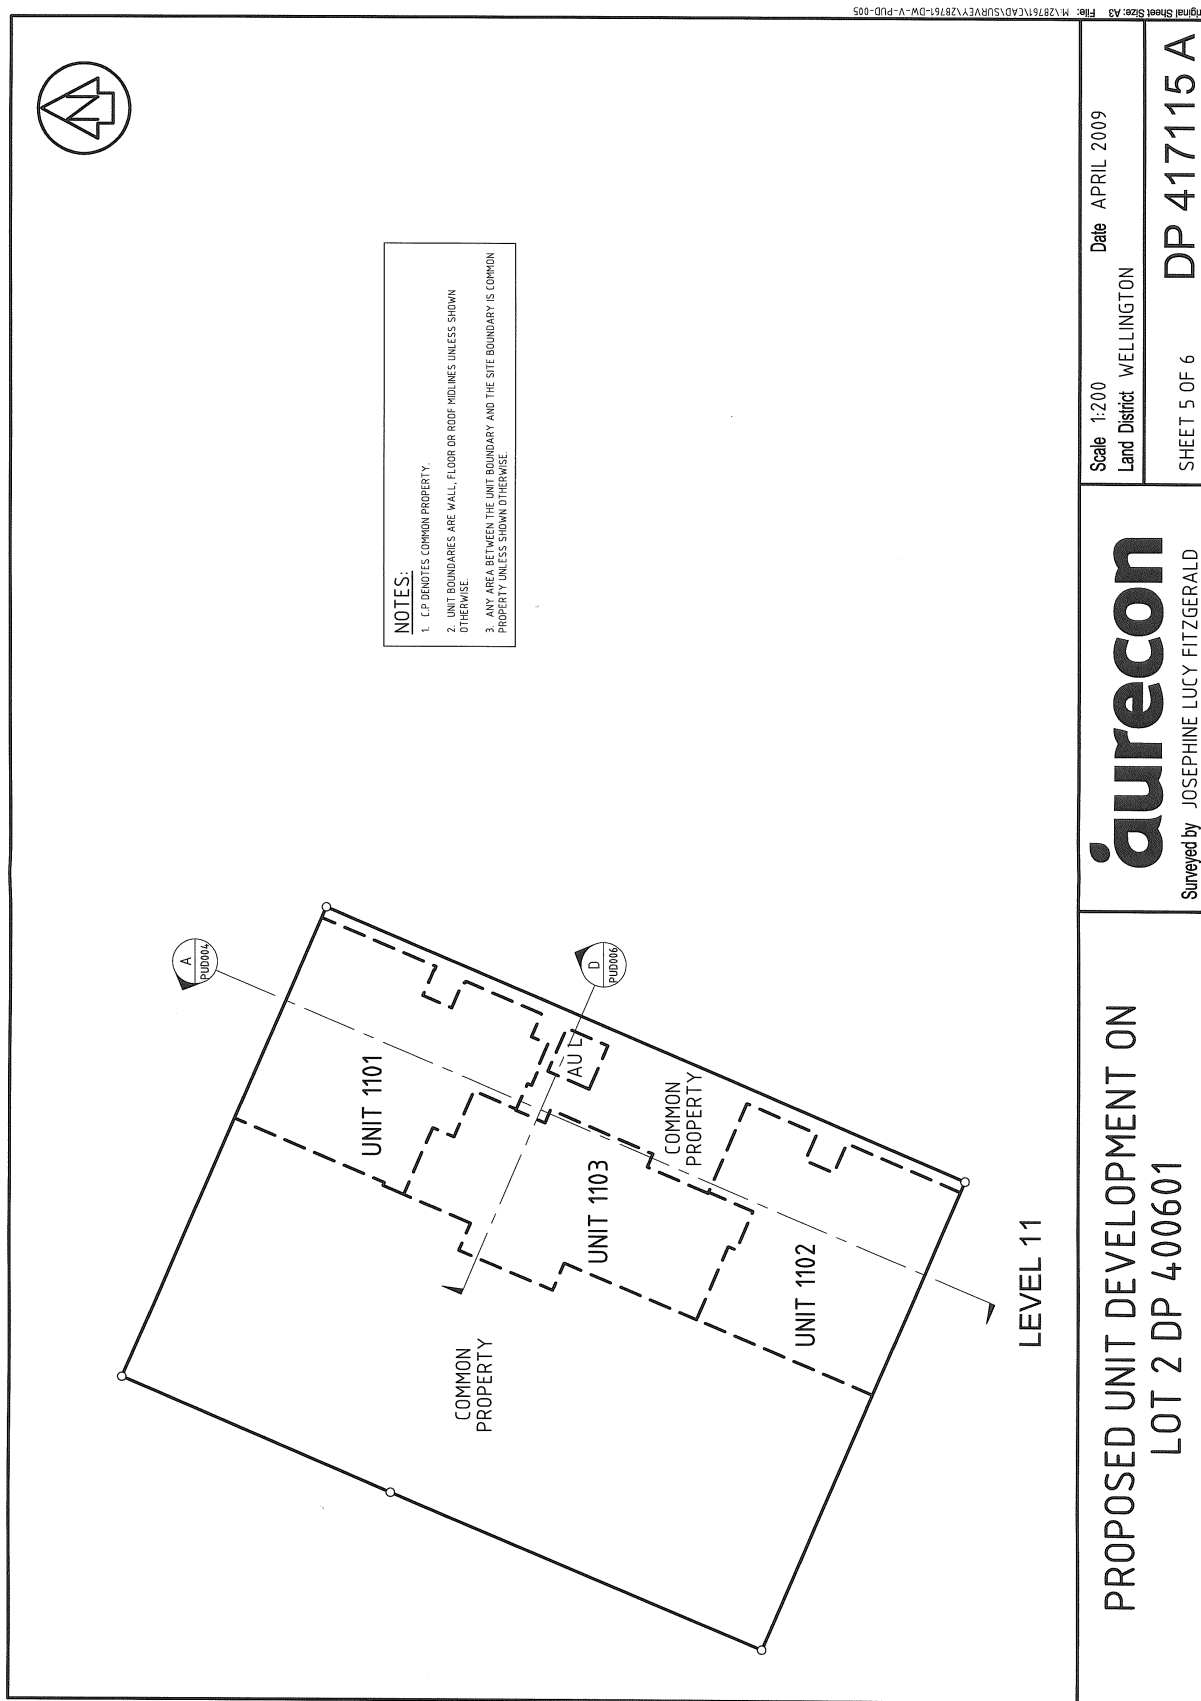 N
UNIT 1101
UNIT 1103
UNIT 1102
AU L
COMMON
PROPERTY
COMMON
PROPERTY
A
PUD004
D
PUD006
LEVEL 11
NOTES:
1. C.P DENOTES COMMON PROPERTY.
2. UNIT BOUNDARIES ARE WALL, FLOOR OR ROOF MIDLINES UNLESS SHOWN
OTHERWISE.
3. ANY AREA BETWEEN THE UNIT BOUNDARY AND THE SITE BOUNDARY IS COMMON
PROPERTY UNLESS SHOWN OTHERWISE.
PROPOSED UNIT DEVELOPMENT ON
LOT 2 DP 400601
aurecon
Surveyed by JOSEPHINE LUCY FITZGERALD
Scale 1:200 Date APRIL 2009
Land District WELLINGTON
SHEET 5 OF 6 DP 417115 A
Original Sheet Size: A3 File: M:\28761\CAD\SURVEY\28761-DW-V-PUD-005